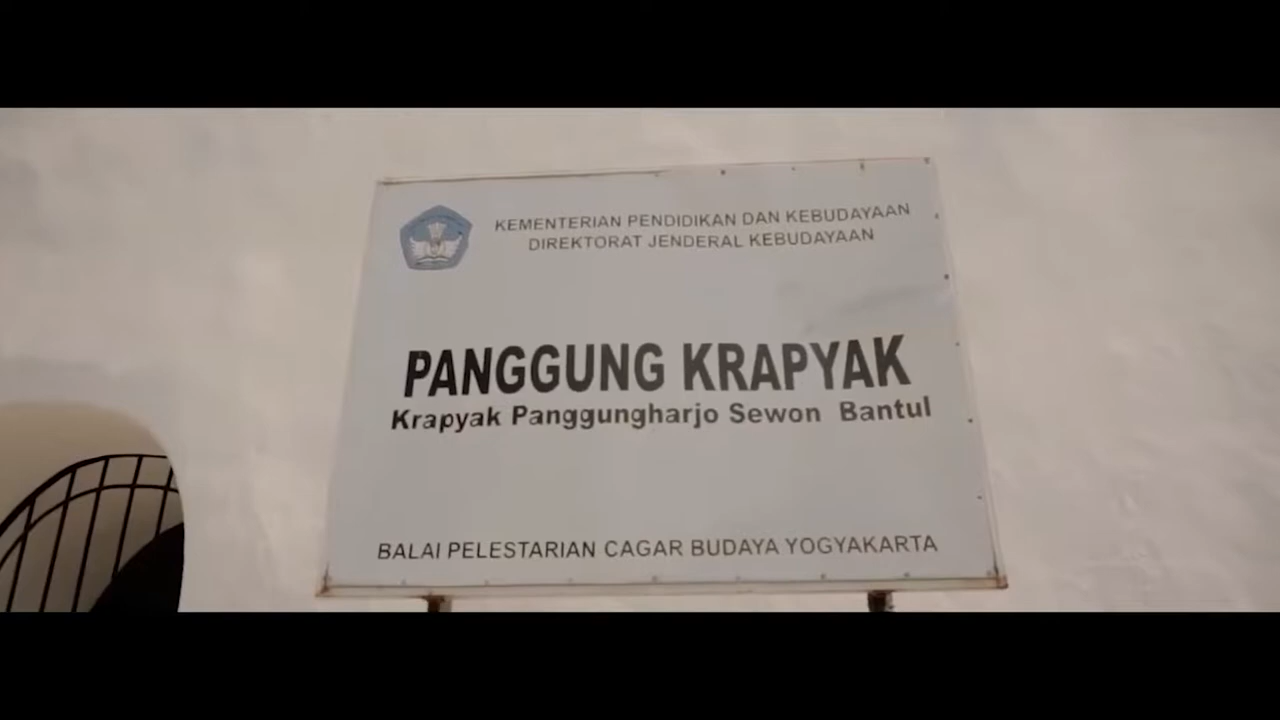 KEMENTERIAN PENDIDIKAN DAN KEBUDAYAAN
DIREKTORAT JENDERAL KEBUDAYAAN
PANGGUNG KRAPYAK
Krapyak Panggungharjo Sewon Bantul
BALAI PELESTARIAN CAGAR BUDAYA YOGYAKARTA